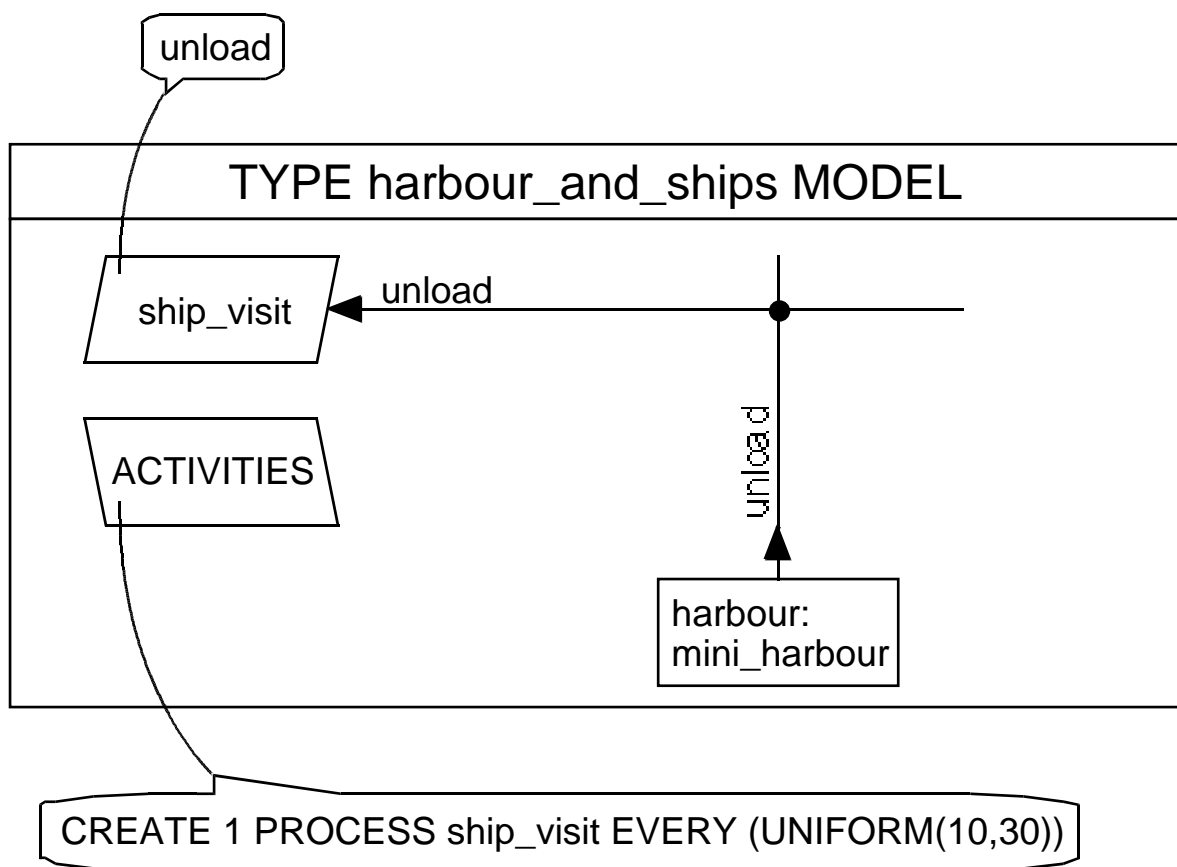 unload
TYPE harbour_and_ships MODEL
unload
ship_visit
unload
ACTIVITIES
harbour:
mini_harbour
CREATE 1 PROCESS ship_visit EVERY (UNIFORM(10,30))